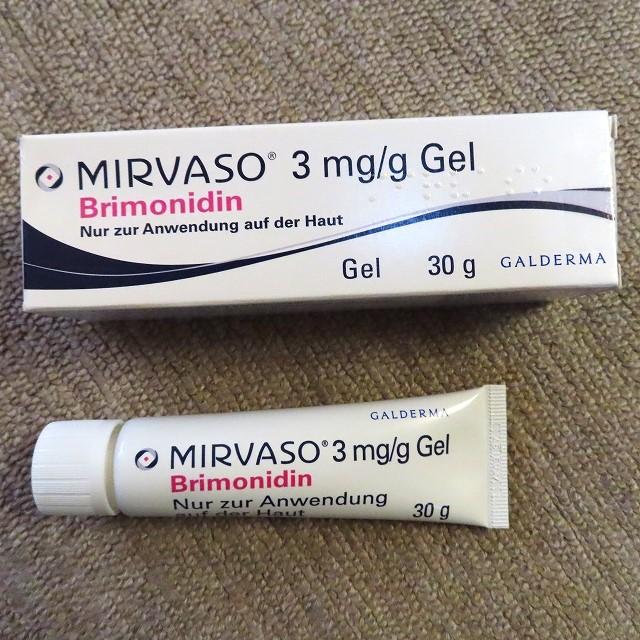 MIRVASO® 3 mg/g Gel
Brimonidin
Nur zur Anwendung auf der Haut
Gel 30 g GALDERMA
GALDERMA
MIRVASO® 3 mg/g Gel
Brimonidin
Nur zur Anwendung
auf der Haut 30 g